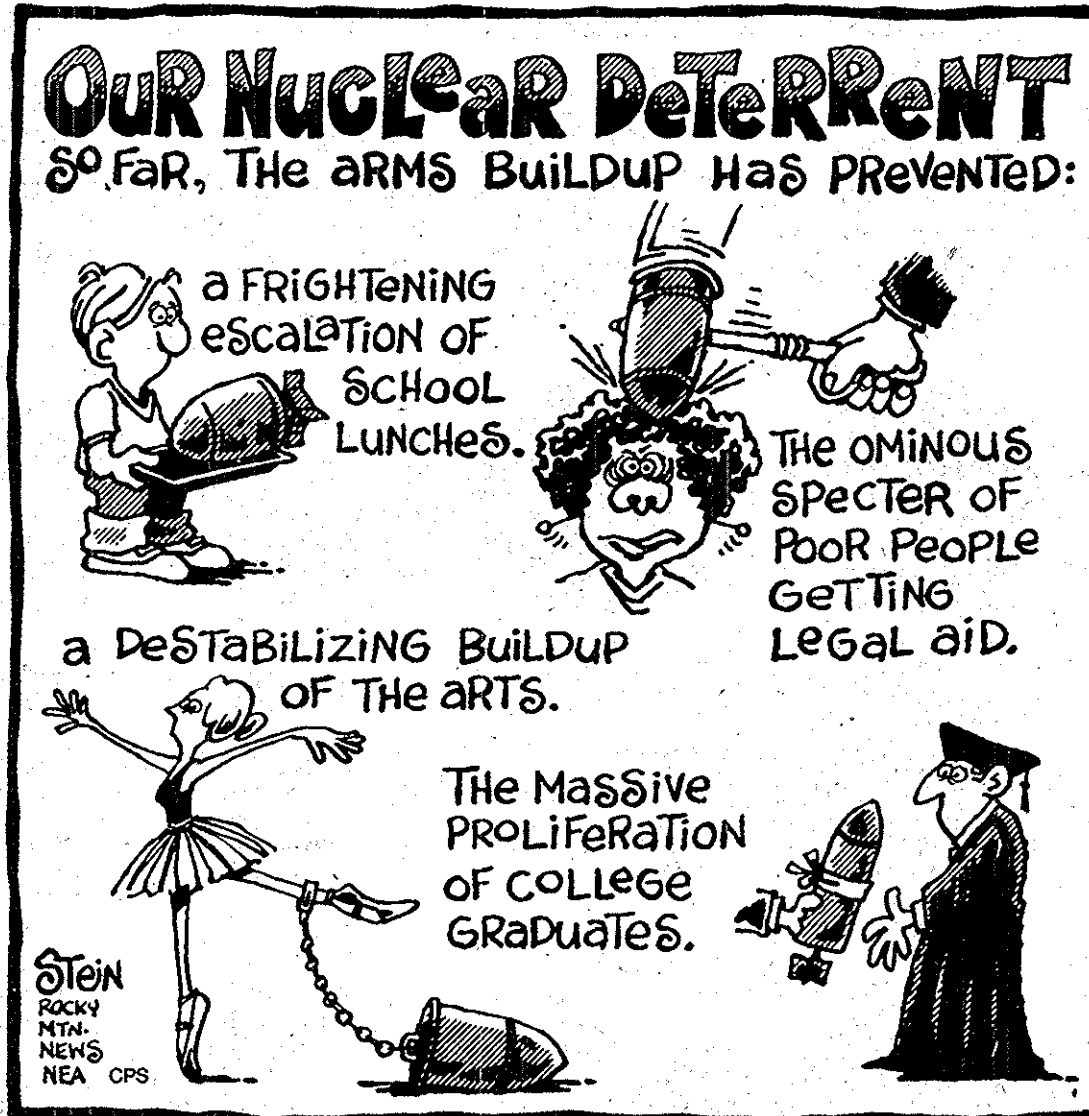 OUR NUCLeaR DeTeRReNT
SO FaR, THe aRMS BUiLDUP HaS PReVeNTeD:
a FRiGHTeNiNG
eSCaLaTiON OF
SCHOOL
LUNCHeS.
THe OMiNOUS
SPeCTeR OF
POOR PeOPLe
GeTTiNG
LeGaL aiD.
a DeSTaBiLiZiNG BUiLDUP
OF THe aRTS.
THe MaSSiVe
PROLiFeRaTiON
OF COLLeGe
GRaDUaTeS.
STeiN
ROCKY
MTN.
NEWS
NEA CPS